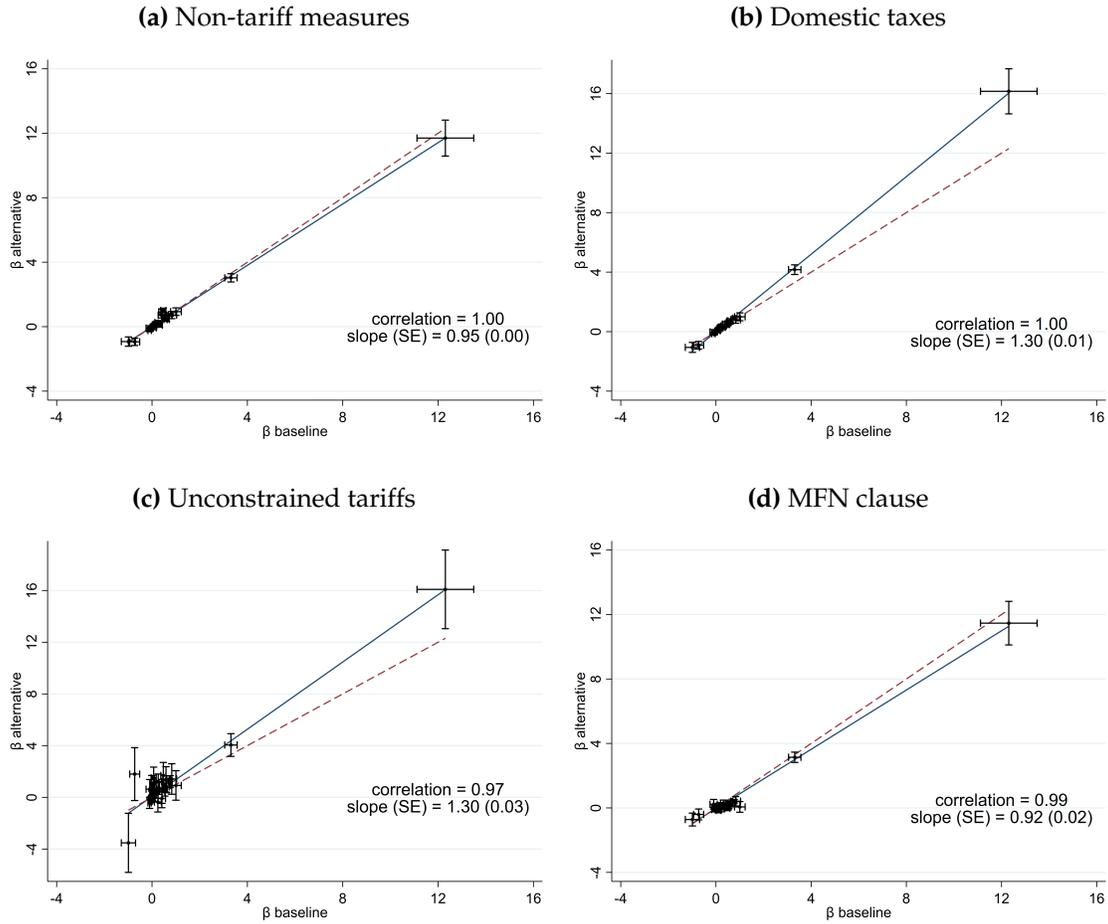 (a) Non-tariff measures
16
12
8
4
0
-4
β alternative
correlation = 1.00
slope (SE) = 0.95 (0.00)
-4 0 4 8 12 16
β baseline
(b) Domestic taxes
16
12
8
4
0
-4
β alternative
correlation = 1.00
slope (SE) = 1.30 (0.01)
-4 0 4 8 12 16
β baseline
(c) Unconstrained tariffs
16
12
8
4
0
-4
β alternative
correlation = 0.97
slope (SE) = 1.30 (0.03)
-4 0 4 8 12 16
β baseline
(d) MFN clause
16
12
8
4
0
-4
β alternative
correlation = 0.99
slope (SE) = 0.92 (0.02)
-4 0 4 8 12 16
β baseline